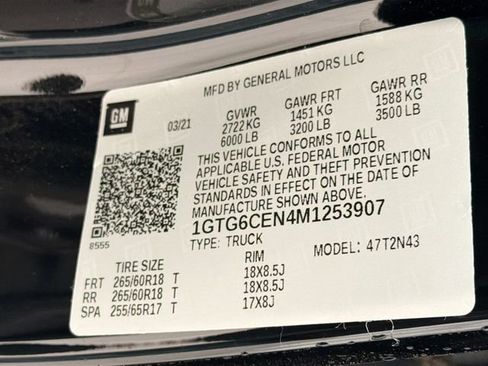 MFD BY GENERAL MOTORS LLC
GM
03/21 GVWR GAWR FRT GAWR RR
2722 KG 1451 KG 1588 KG
6000 LB 3200 LB 3500 LB
THIS VEHICLE CONFORMS TO ALL
APPLICABLE U.S. FEDERAL MOTOR
VEHICLE SAFETY AND THEFT PREVENTION
STANDARDS IN EFFECT ON THE DATE OF
MANUFACTURE SHOWN ABOVE.
8555
1GTG6CEN4M1253907
TYPE: TRUCK MODEL: 47T2N43
TIRE SIZE RIM
FRT 265/60R18 T 18X8.5J
RR 265/60R18 T 18X8.5J
SPA 255/65R17 T 17X8J